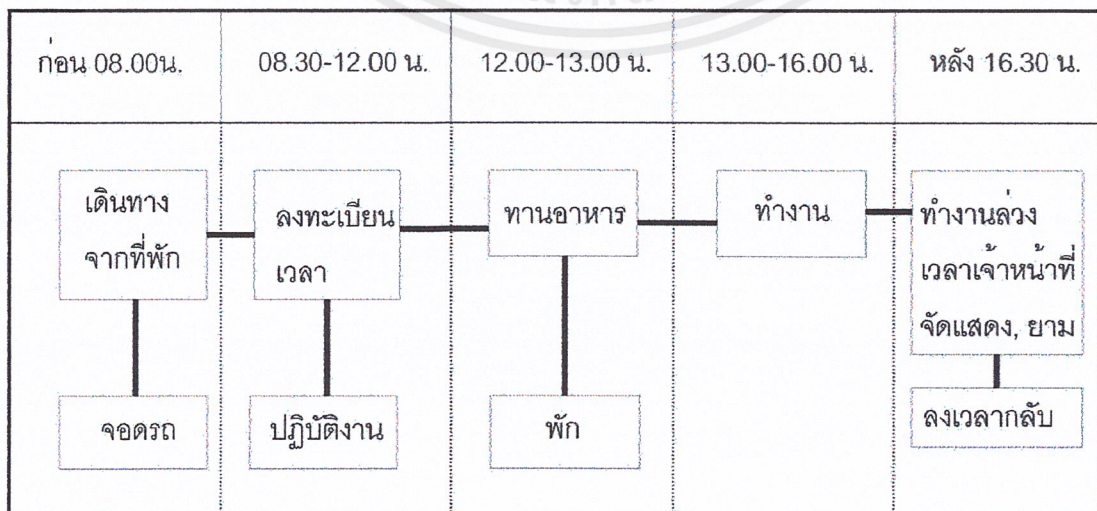 ก่อน 08.00น.
08.30-12.00 น.
12.00-13.00 น.
13.00-16.00 น.
หลัง 16.30 น.
เดินทาง
จากที่พัก
ลงทะเบียน
เวลา
ทานอาหาร
ทำงาน
ทำงานล่วง
เวลาเจ้าหน้าที่
จัดแสดง, ยาม
จอดรถ
ปฏิบัติงาน
พัก
ลงเวลากลับ